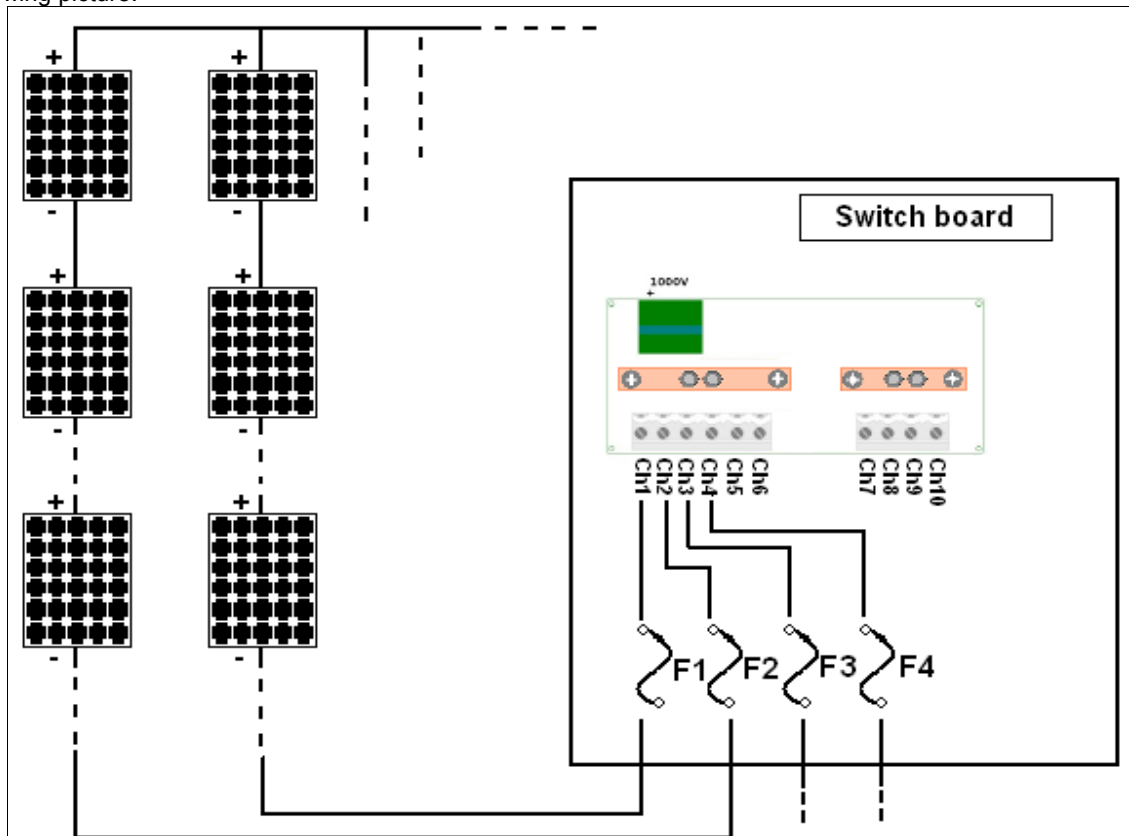 + +
- -
+ +
- -
+ +
- -
Switch board
1000V
+
Ch1 Ch2 Ch3 Ch4 Ch5 Ch6 Ch7 Ch8 Ch9 Ch10
F1 F2 F3 F4